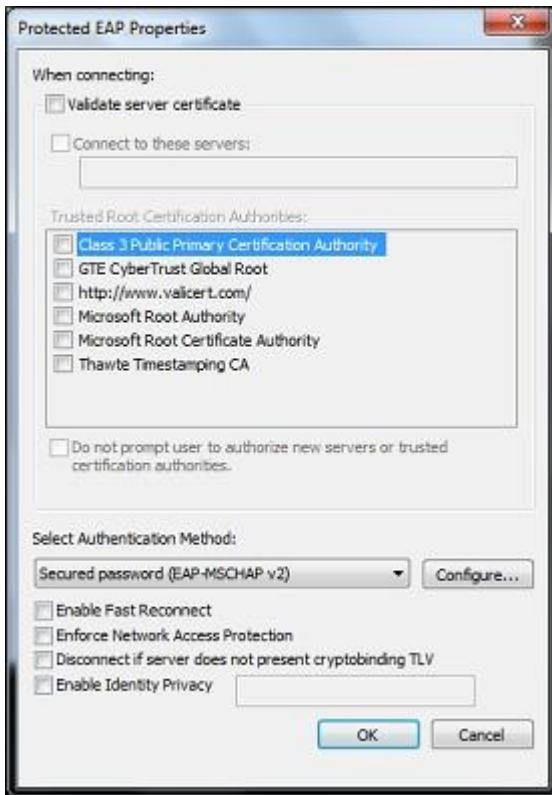 Protected EAP Properties
When connecting:
Validate server certificate
Connect to these servers:
Trusted Root Certification Authorities:
Class 3 Public Primary Certification Authority
GTE CyberTrust Global Root
http://www.valicert.com/
Microsoft Root Authority
Microsoft Root Certificate Authority
Thawte Timestamping CA
Do not prompt user to authorize new servers or trusted
certification authorities.
Select Authentication Method:
Secured password (EAP-MSCHAP v2)
Configure...
Enable Fast Reconnect
Enforce Network Access Protection
Disconnect if server does not present cryptobinding TLV
Enable Identity Privacy
OK
Cancel